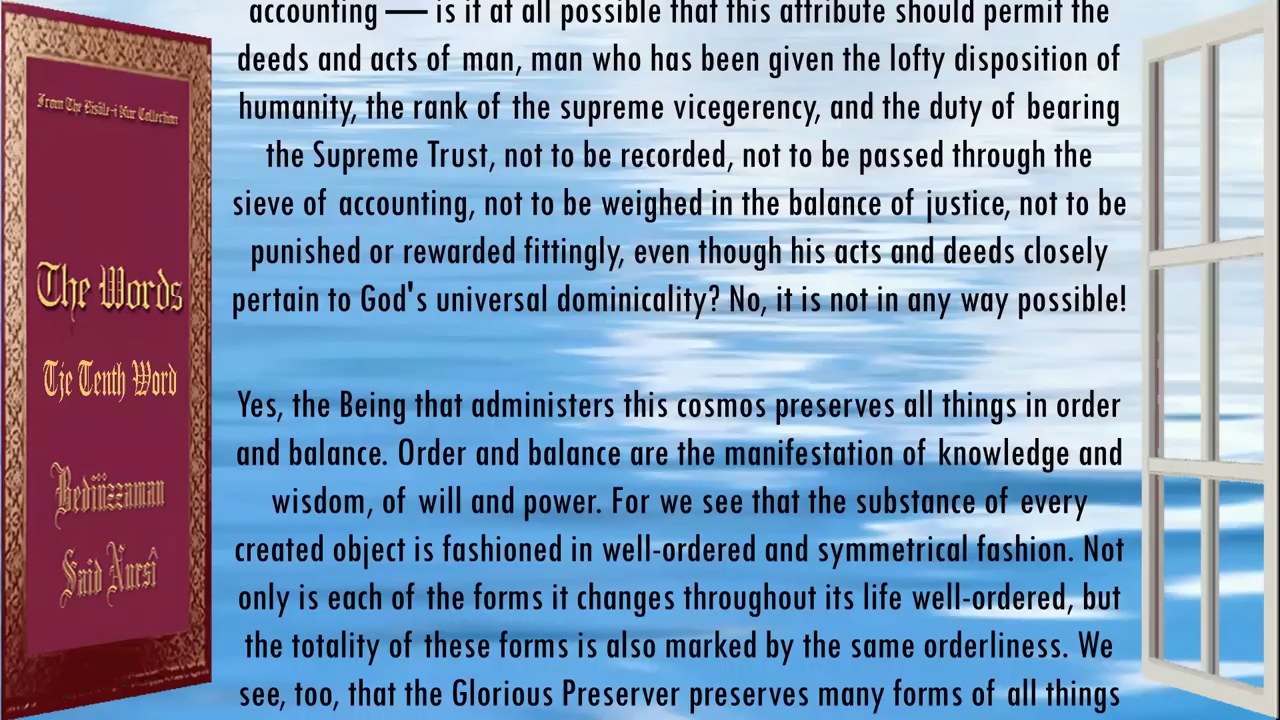 From The Risâle-i Nur Collection
The Words
Tje Tenth Word
Bediüzzaman
Said Nursî
accounting — is it at all possible that this attribute should permit the
deeds and acts of man, man who has been given the lofty disposition of
humanity, the rank of the supreme vicegerency, and the duty of bearing
the Supreme Trust, not to be recorded, not to be passed through the
sieve of accounting, not to be weighed in the balance of justice, not to be
punished or rewarded fittingly, even though his acts and deeds closely
pertain to God's universal dominicality? No, it is not in any way possible!
Yes, the Being that administers this cosmos preserves all things in order
and balance. Order and balance are the manifestation of knowledge and
wisdom, of will and power. For we see that the substance of every
created object is fashioned in well-ordered and symmetrical fashion. Not
only is each of the forms it changes throughout its life well-ordered, but
the totality of these forms is also marked by the same orderliness. We
see, too, that the Glorious Preserver preserves many forms of all things